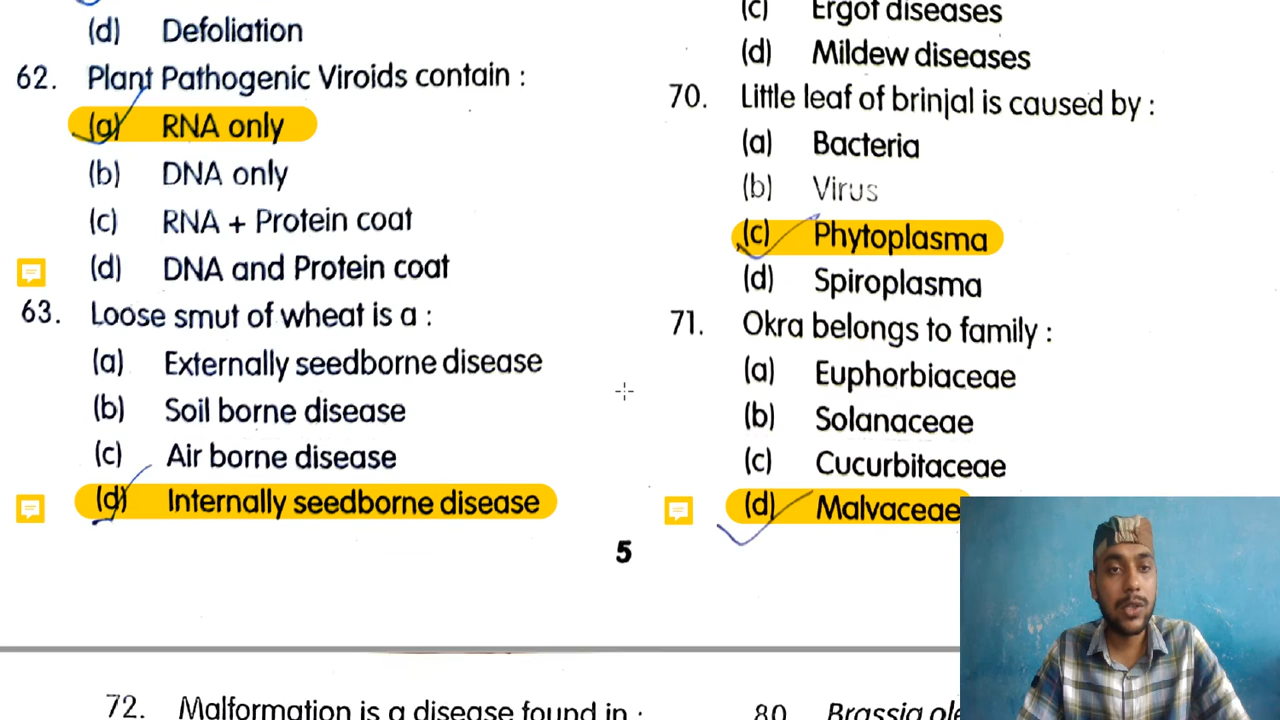 (d) Defoliation
62. Plant Pathogenic Viroids contain :
(a) RNA only
(b) DNA only
(c) RNA + Protein coat
(d) DNA and Protein coat
63. Loose smut of wheat is a :
(a) Externally seedborne disease
(b) Soil borne disease
(c) Air borne disease
(d) Internally seedborne disease
(c) Ergot diseases
(d) Mildew diseases
70. Little leaf of brinjal is caused by :
(a) Bacteria
(b) Virus
(c) Phytoplasma
(d) Spiroplasma
71. Okra belongs to family :
(a) Euphorbiaceae
(b) Solanaceae
(c) Cucurbitaceae
(d) Malvaceae
5
72. Malformation is a disease found in :
80. Brassia ole